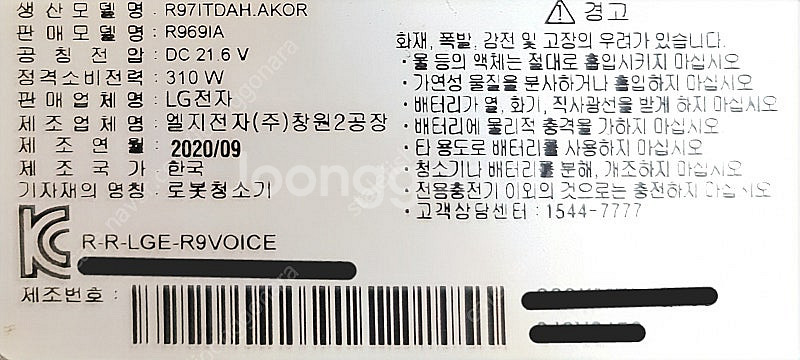 생산모델명 : R97ITDAH.AKOR
판매모델명 : R969IA
공칭전압 : DC 21.6 V
정격소비전력 : 310 W
판매업체명 : LG전자
제조업체명 : 엘지전자(주)창원2공장
제조연월 : 2020/09
제조국가 : 한국
기자재의 명칭 : 로봇청소기
R-R-LGE-R9VOICE
제조번호 :
⚠ 경고
화재, 폭발, 감전 및 고장의 우려가 있습니다.
· 물 등의 액체는 절대로 흡입시키지 마십시오
· 가연성 물질을 분사하거나 흡입하지 마십시오
· 배터리가 열, 화기, 직사광선을 받게 하지 마십시오
· 배터리에 물리적 충격을 가하지 마십시오.
· 타 용도로 배터리를 사용하지 마십시오
· 청소기나 배터리를 분해, 개조하지 마십시오
· 전용충전기 이외의 것으로는 충전하지 마십시오
· 고객상담센터 : 1544-7777